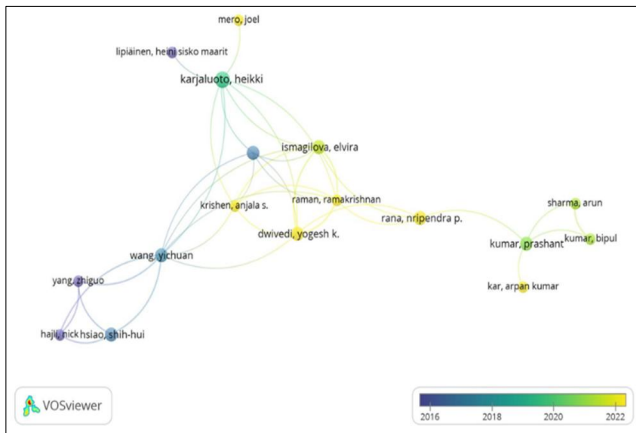 mero, joel
lipiäinen, heini sisko maarit
karjaluoto, heikki
ismagilova, elvira
krishen, anjala s.
raman, ramakrishnan
sharma, arun
rana, nripendra p.
dwivedi, yogesh k.
kumar, prashant
kumar, bipul
wang, yichuan
yang, zhiguo
kar, arpan kumar
hajli, nick
hsiao, shih-hui
VOSviewer
2016 2018 2020 2022